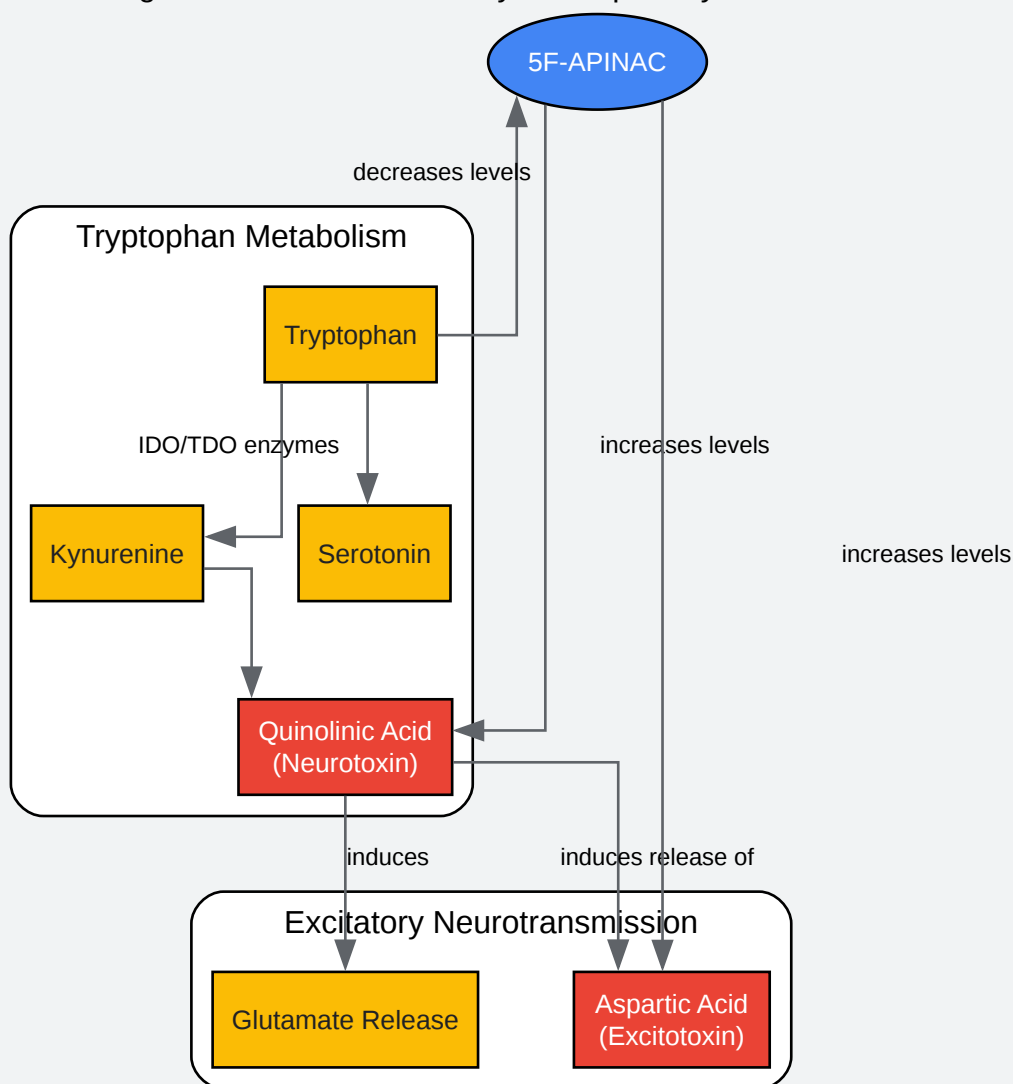 5F-APINAC
decreases levels
Tryptophan Metabolism
Tryptophan
IDO/TDO enzymes
increases levels
Kynurenine
Serotonin
increases levels
Quinolinic Acid
(Neurotoxin)
induces
induces release of
Excitatory Neurotransmission
Glutamate Release
Aspartic Acid
(Excitotoxin)